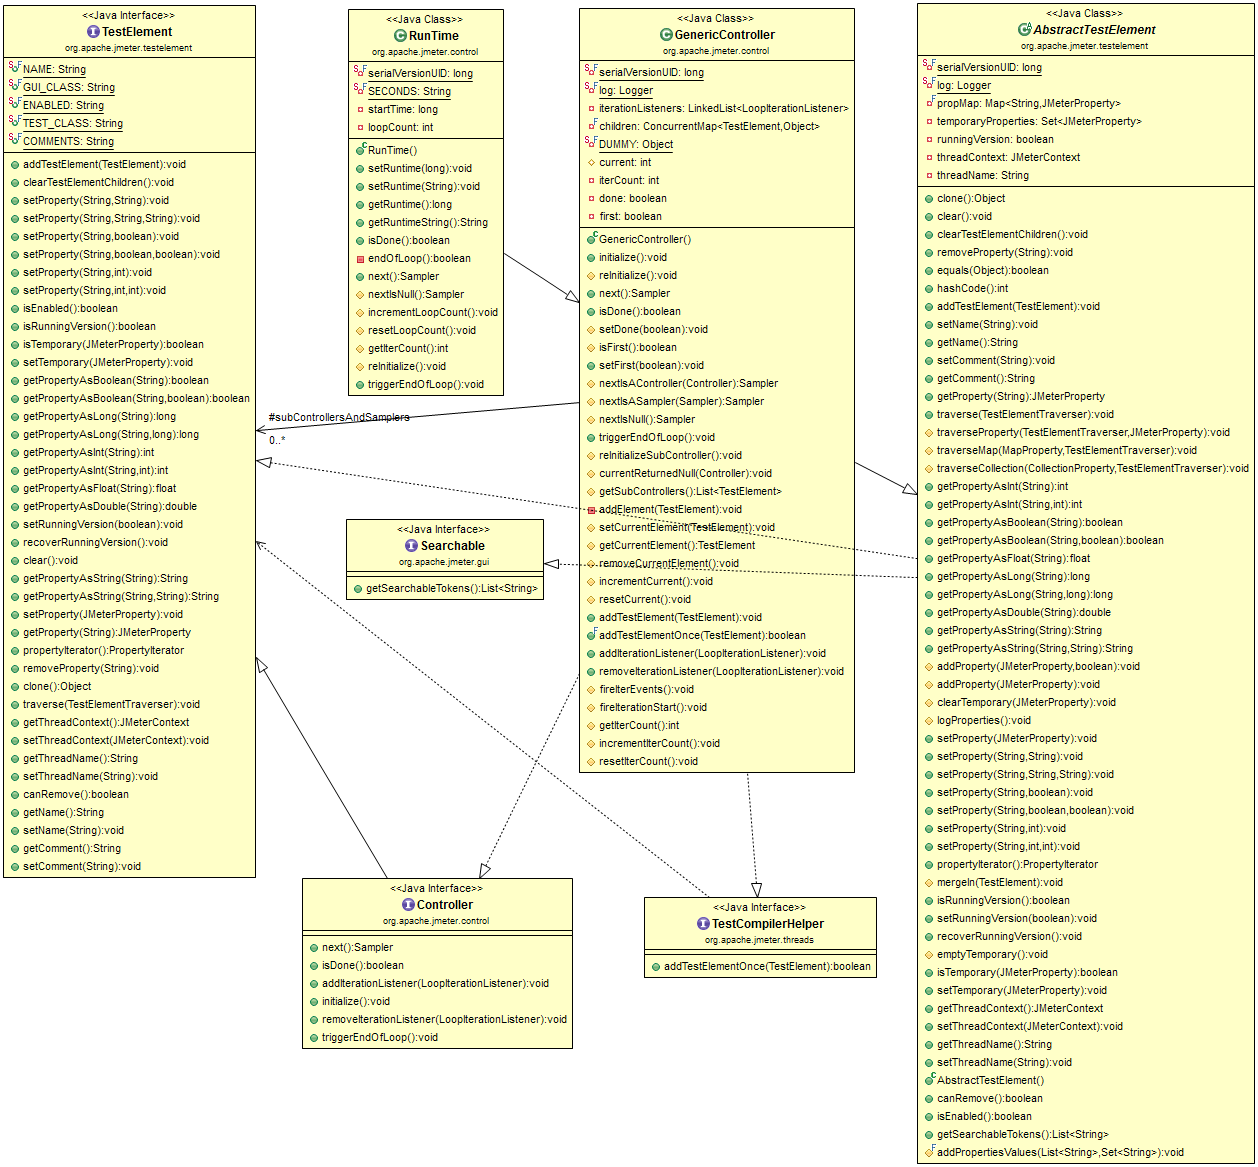 <<Java Interface>>
TestElement
org.apache.jmeter.testelement
NAME: String
GUI_CLASS: String
ENABLED: String
TEST_CLASS: String
COMMENTS: String
addTestElement(TestElement):void
clearTestElementChildren():void
setProperty(String,String):void
setProperty(String,String,String):void
setProperty(String,boolean):void
setProperty(String,boolean,boolean):void
setProperty(String,int):void
setProperty(String,int,int):void
isEnabled():boolean
isRunningVersion():boolean
isTemporary(JMeterProperty):boolean
setTemporary(JMeterProperty):void
getPropertyAsBoolean(String):boolean
getPropertyAsBoolean(String,boolean):boolean
getPropertyAsLong(String):long
getPropertyAsLong(String,long):long
getPropertyAsInt(String):int
getPropertyAsInt(String,int):int
getPropertyAsFloat(String):float
getPropertyAsDouble(String):double
setRunningVersion(boolean):void
recoverRunningVersion():void
clear():void
getPropertyAsString(String):String
getPropertyAsString(String,String):String
setProperty(JMeterProperty):void
getProperty(String):JMeterProperty
propertyIterator():PropertyIterator
removeProperty(String):void
clone():Object
traverse(TestElementTraverser):void
getThreadContext():JMeterContext
setThreadContext(JMeterContext):void
getThreadName():String
setThreadName(String):void
canRemove():boolean
getName():String
setName(String):void
getComment():String
setComment(String):void
<<Java Class>>
RunTime
org.apache.jmeter.control
serialVersionUID: long
SECONDS: String
startTime: long
loopCount: int
RunTime()
setRuntime(long):void
setRuntime(String):void
getRuntime():long
getRuntimeString():String
isDone():boolean
endOfLoop():boolean
next():Sampler
nextIsNull():Sampler
incrementLoopCount():void
resetLoopCount():void
getIterCount():int
reInitialize():void
triggerEndOfLoop():void
#subControllersAndSamplers
0..*
<<Java Interface>>
Searchable
org.apache.jmeter.gui
getSearchableTokens():List<String>
<<Java Class>>
GenericController
org.apache.jmeter.control
serialVersionUID: long
log: Logger
iterationListeners: LinkedList<LoopIterationListener>
children: ConcurrentMap<TestElement,Object>
DUMMY: Object
current: int
iterCount: int
done: boolean
first: boolean
GenericController()
initialize():void
reInitialize():void
next():Sampler
isDone():boolean
setDone(boolean):void
isFirst():boolean
setFirst(boolean):void
nextIsAController(Controller):Sampler
nextIsASampler(Sampler):Sampler
nextIsNull():Sampler
triggerEndOfLoop():void
reInitializeSubController():void
currentReturnedNull(Controller):void
getSubControllers():List<TestElement>
addElement(TestElement):void
setCurrentElement(TestElement):void
getCurrentElement():TestElement
removeCurrentElement():void
incrementCurrent():void
resetCurrent():void
addTestElement(TestElement):void
addTestElementOnce(TestElement):boolean
addIterationListener(LoopIterationListener):void
removeIterationListener(LoopIterationListener):void
fireIterEvents():void
fireIterationStart():void
getIterCount():int
incrementIterCount():void
resetIterCount():void
<<Java Interface>>
Controller
org.apache.jmeter.control
next():Sampler
isDone():boolean
addIterationListener(LoopIterationListener):void
initialize():void
removeIterationListener(LoopIterationListener):void
triggerEndOfLoop():void
<<Java Interface>>
TestCompilerHelper
org.apache.jmeter.threads
addTestElementOnce(TestElement):boolean
<<Java Class>>
AbstractTestElement
org.apache.jmeter.testelement
serialVersionUID: long
log: Logger
propMap: Map<String,JMeterProperty>
temporaryProperties: Set<JMeterProperty>
runningVersion: boolean
threadContext: JMeterContext
threadName: String
clone():Object
clear():void
clearTestElementChildren():void
removeProperty(String):void
equals(Object):boolean
hashCode():int
addTestElement(TestElement):void
setName(String):void
getName():String
setComment(String):void
getComment():String
getProperty(String):JMeterProperty
traverse(TestElementTraverser):void
traverseProperty(TestElementTraverser,JMeterProperty):void
traverseMap(MapProperty,TestElementTraverser):void
traverseCollection(CollectionProperty,TestElementTraverser):void
getPropertyAsInt(String):int
getPropertyAsInt(String,int):int
getPropertyAsBoolean(String):boolean
getPropertyAsBoolean(String,boolean):boolean
getPropertyAsFloat(String):float
getPropertyAsLong(String):long
getPropertyAsLong(String,long):long
getPropertyAsDouble(String):double
getPropertyAsString(String):String
getPropertyAsString(String,String):String
addProperty(JMeterProperty,boolean):void
addProperty(JMeterProperty):void
clearTemporary(JMeterProperty):void
logProperties():void
setProperty(JMeterProperty):void
setProperty(String,String):void
setProperty(String,String,String):void
setProperty(String,boolean):void
setProperty(String,boolean,boolean):void
setProperty(String,int):void
setProperty(String,int,int):void
propertyIterator():PropertyIterator
mergeIn(TestElement):void
isRunningVersion():boolean
setRunningVersion(boolean):void
recoverRunningVersion():void
emptyTemporary():void
isTemporary(JMeterProperty):boolean
setTemporary(JMeterProperty):void
getThreadContext():JMeterContext
setThreadContext(JMeterContext):void
getThreadName():String
setThreadName(String):void
AbstractTestElement()
canRemove():boolean
isEnabled():boolean
getSearchableTokens():List<String>
addPropertiesValues(List<String>,Set<String>):void